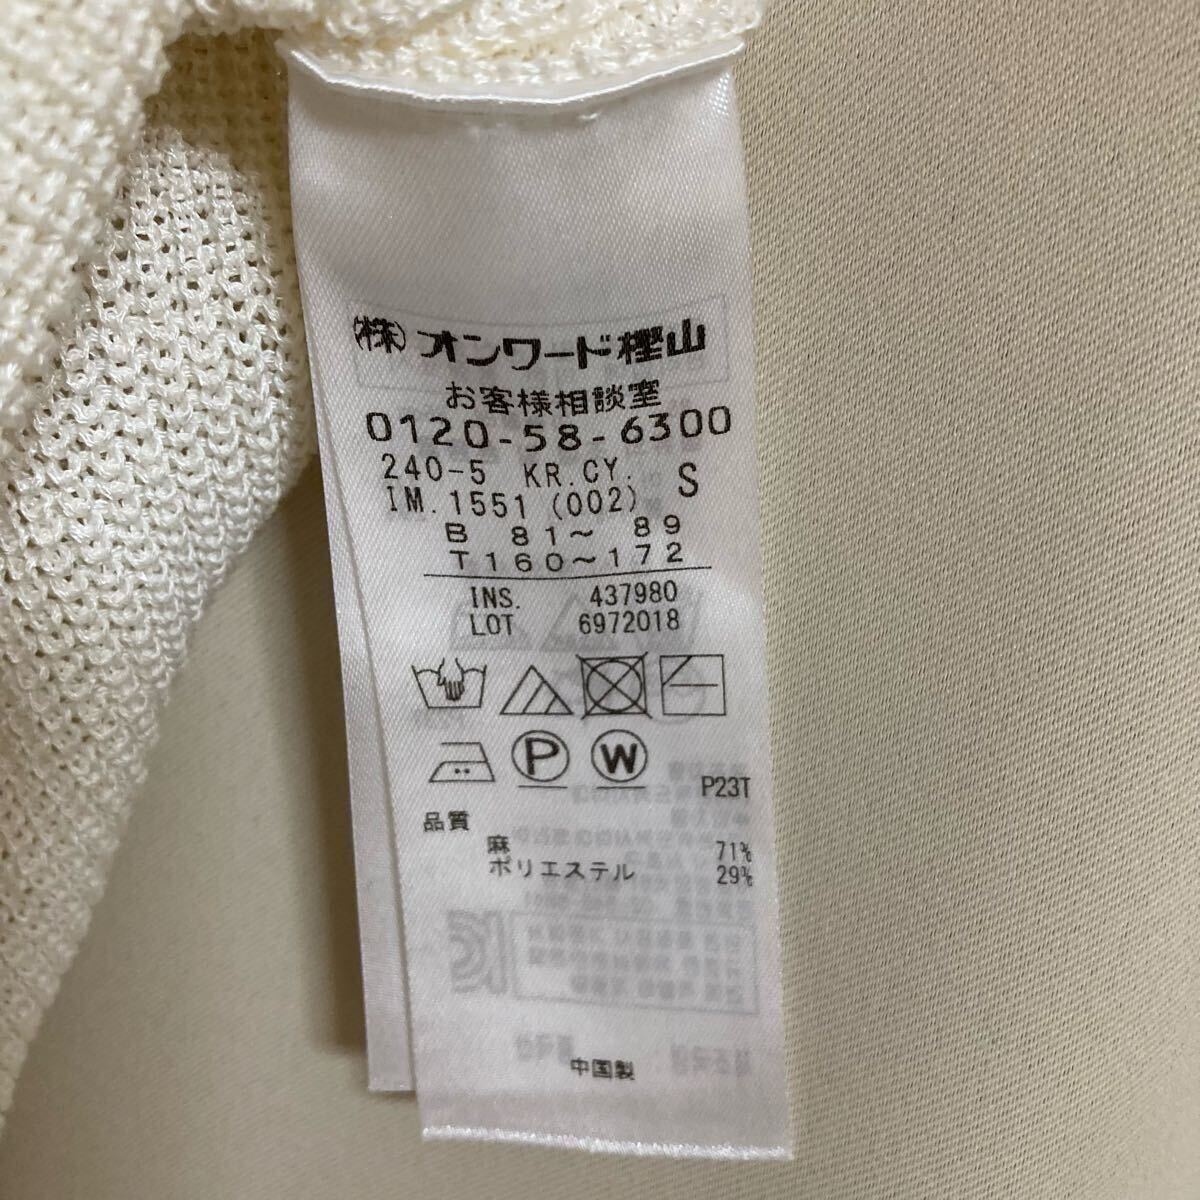 (株)オンワード樫山
お客様相談室
0120-58-6300
240-5 KR.CY. S
IM.1551 (002)
B 81〜 89
T160〜172
INS. 437980
LOT 6972018
P W
P23T
品質
麻 71%
ポリエステル 29%
中国製